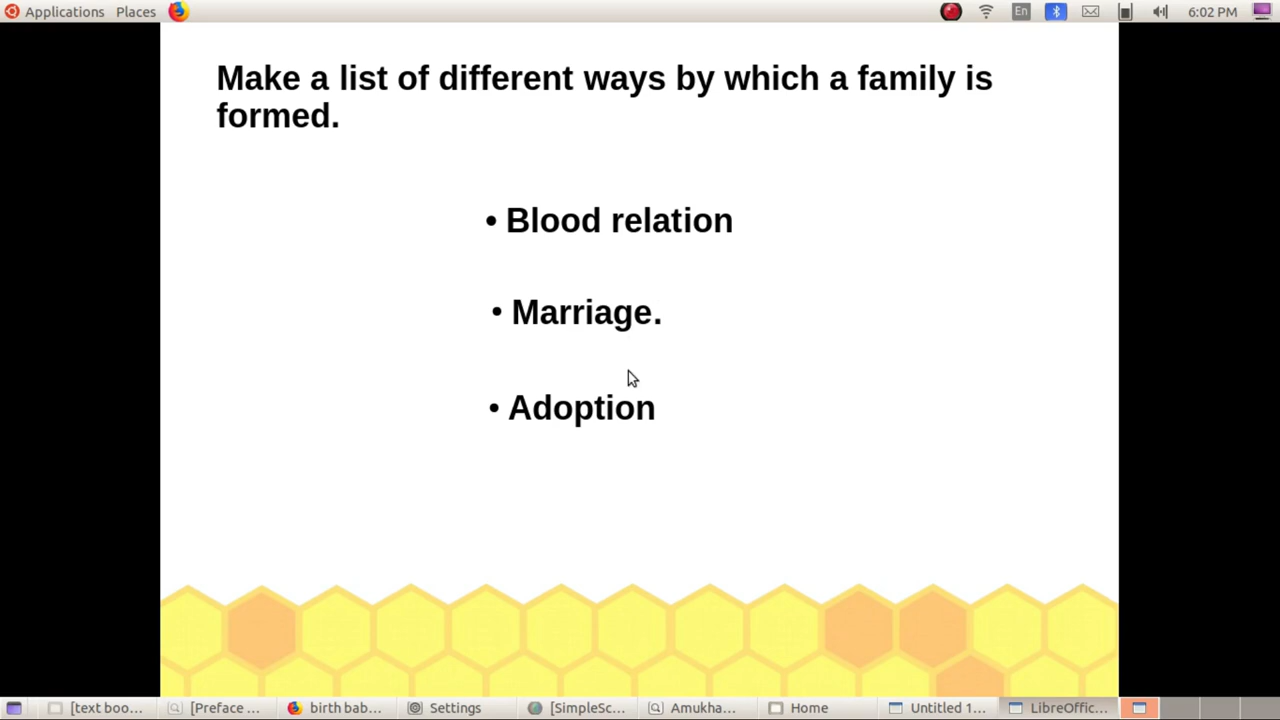 Applications Places En 6:02 PM
Make a list of different ways by which a family is
formed.
• Blood relation
• Marriage.
• Adoption
[text boo... [Preface ... birth bab... Settings [SimpleSc... Amukha... Home Untitled 1... LibreOffic...